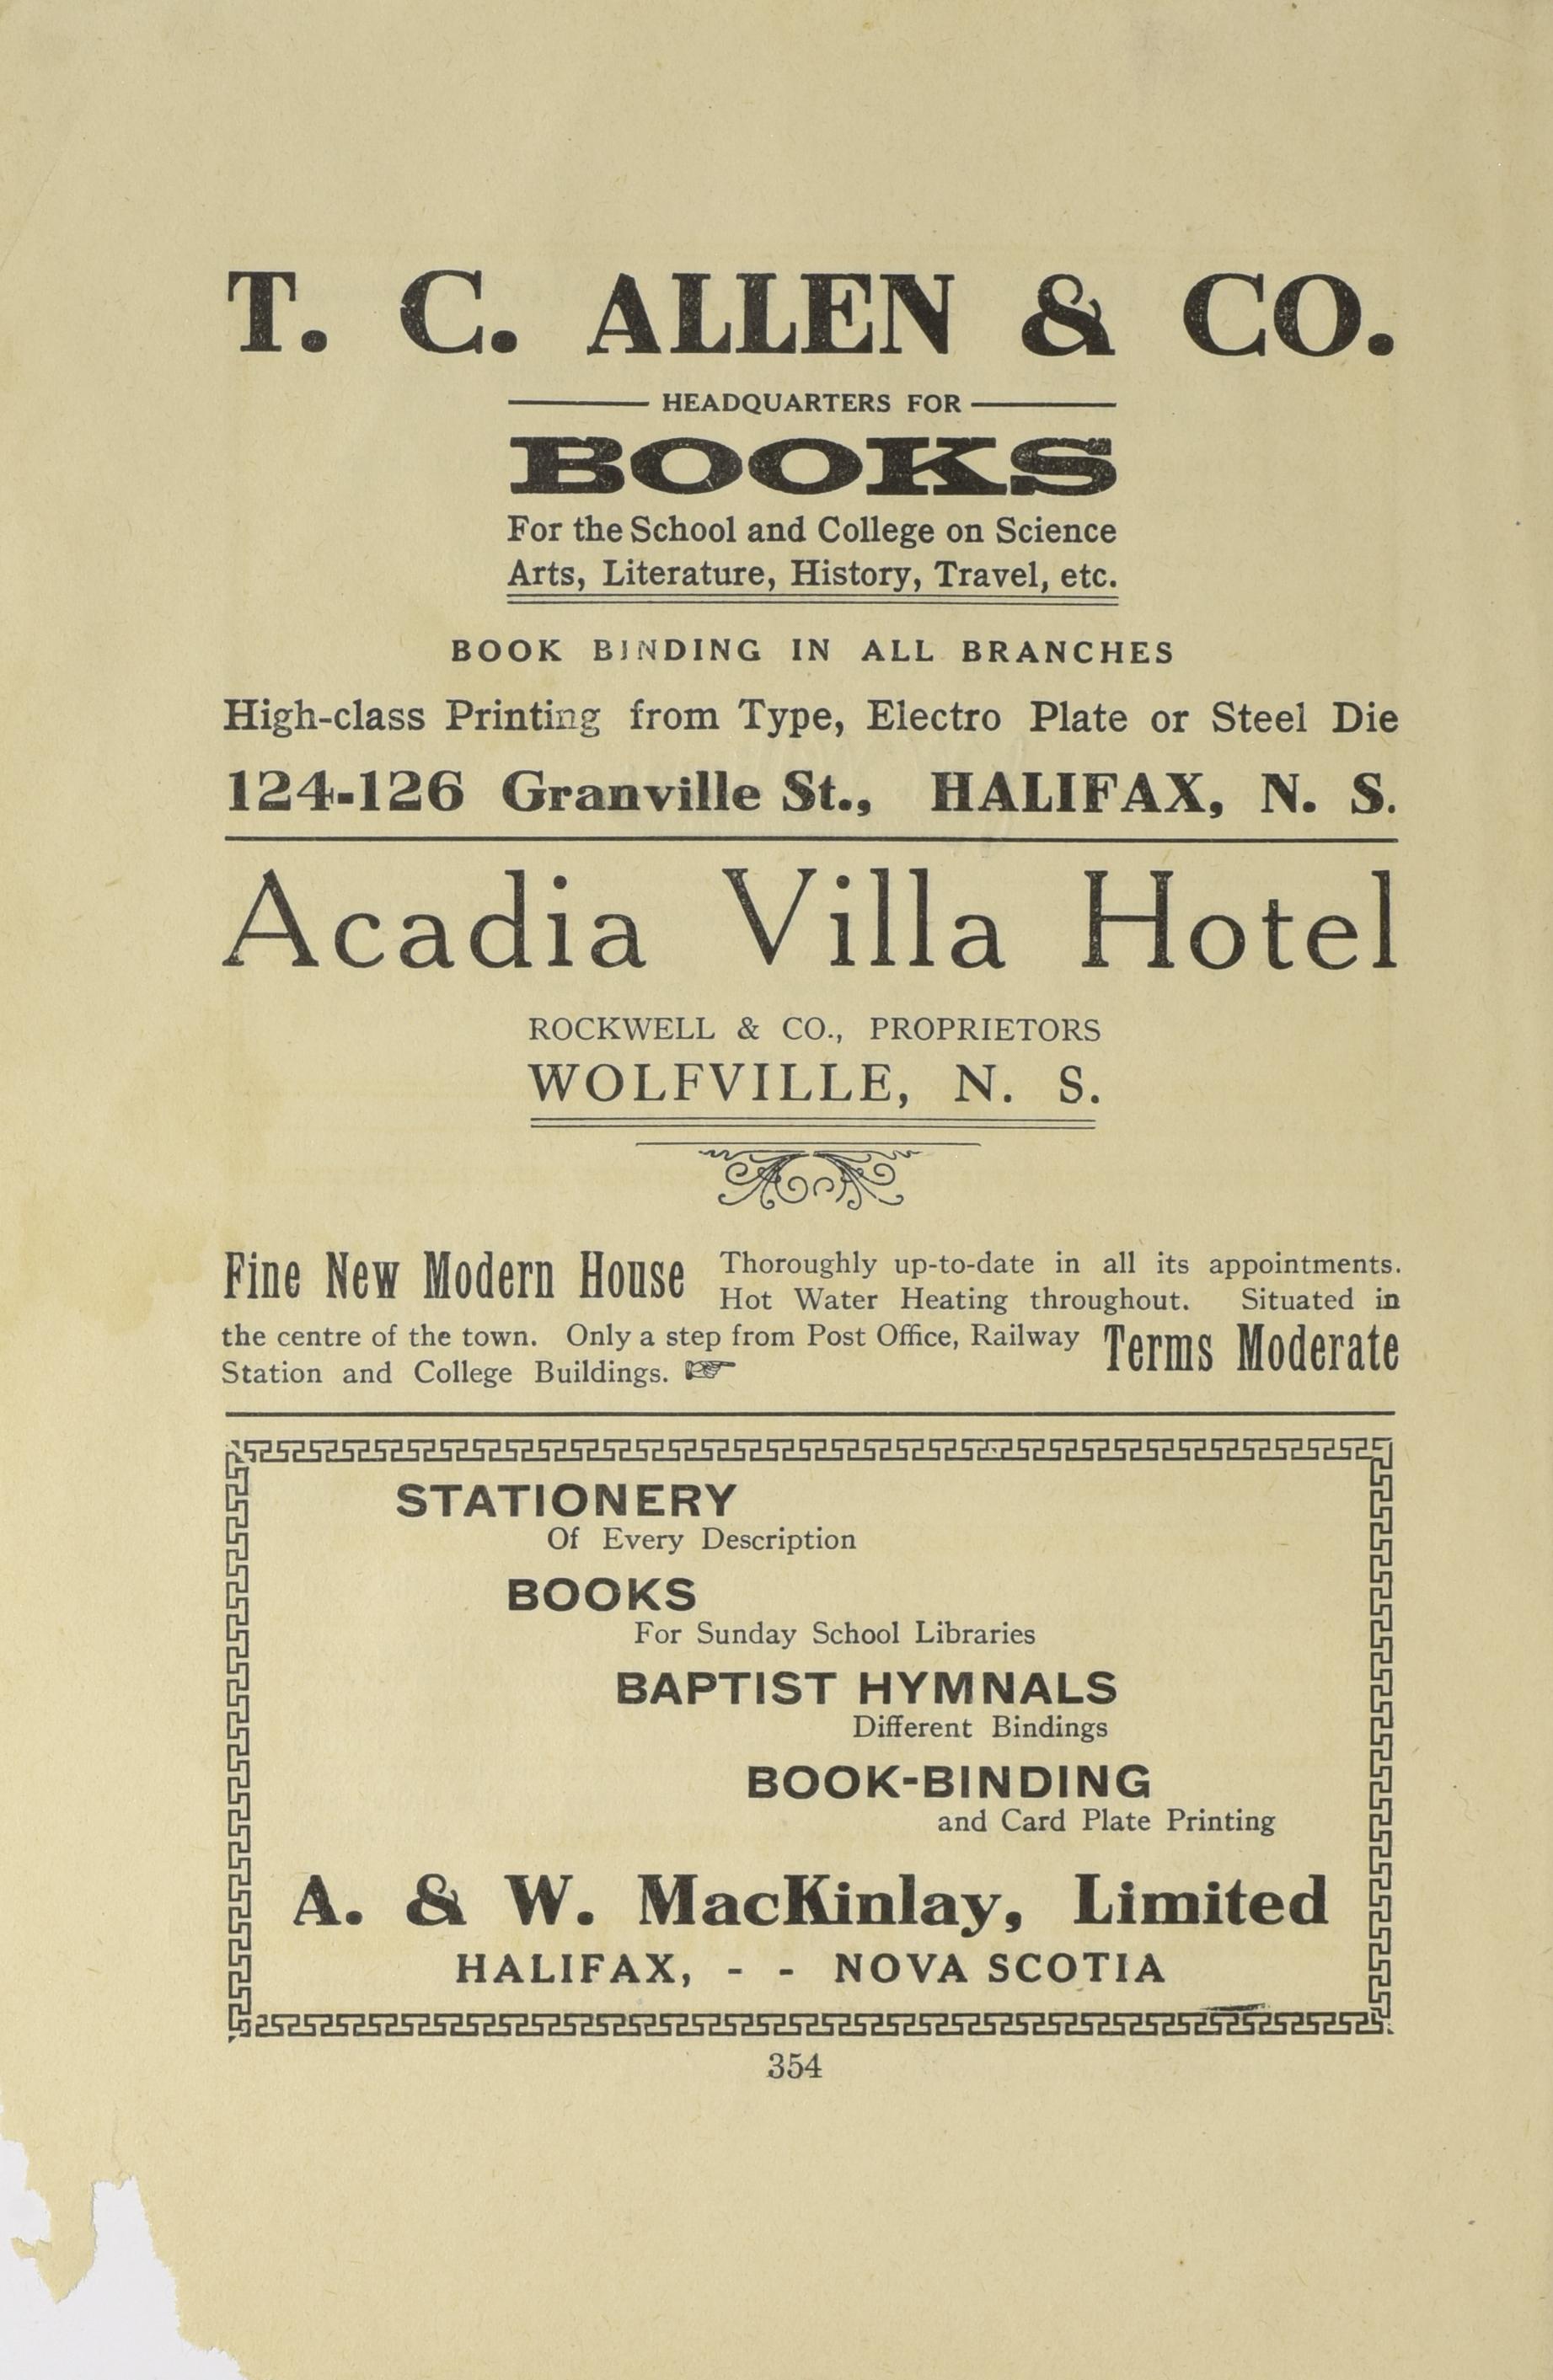 T. C. ALLEN & CO.
HEADQUARTERS FOR
BOOKS
For the School and College on Science
Arts, Literature, History, Travel, etc.
BOOK BINDING IN ALL BRANCHES
High-class Printing from Type, Electro Plate or Steel Die
124-126 Granville St., HALIFAX, N. S.
Acadia Villa Hotel
ROCKWELL & CO., PROPRIETORS
WOLFVILLE, N. S.
Fine New Modern House
Thoroughly up-to-date in all its appointments.
Hot Water Heating throughout. Situated in
the centre of the town. Only a step from Post Office, Railway
Station and College Buildings. ☞
Terms Moderate
STATIONERY
Of Every Description
BOOKS
For Sunday School Libraries
BAPTIST HYMNALS
Different Bindings
BOOK-BINDING
and Card Plate Printing
A. & W. MacKinlay, Limited
HALIFAX, - - NOVA SCOTIA
354